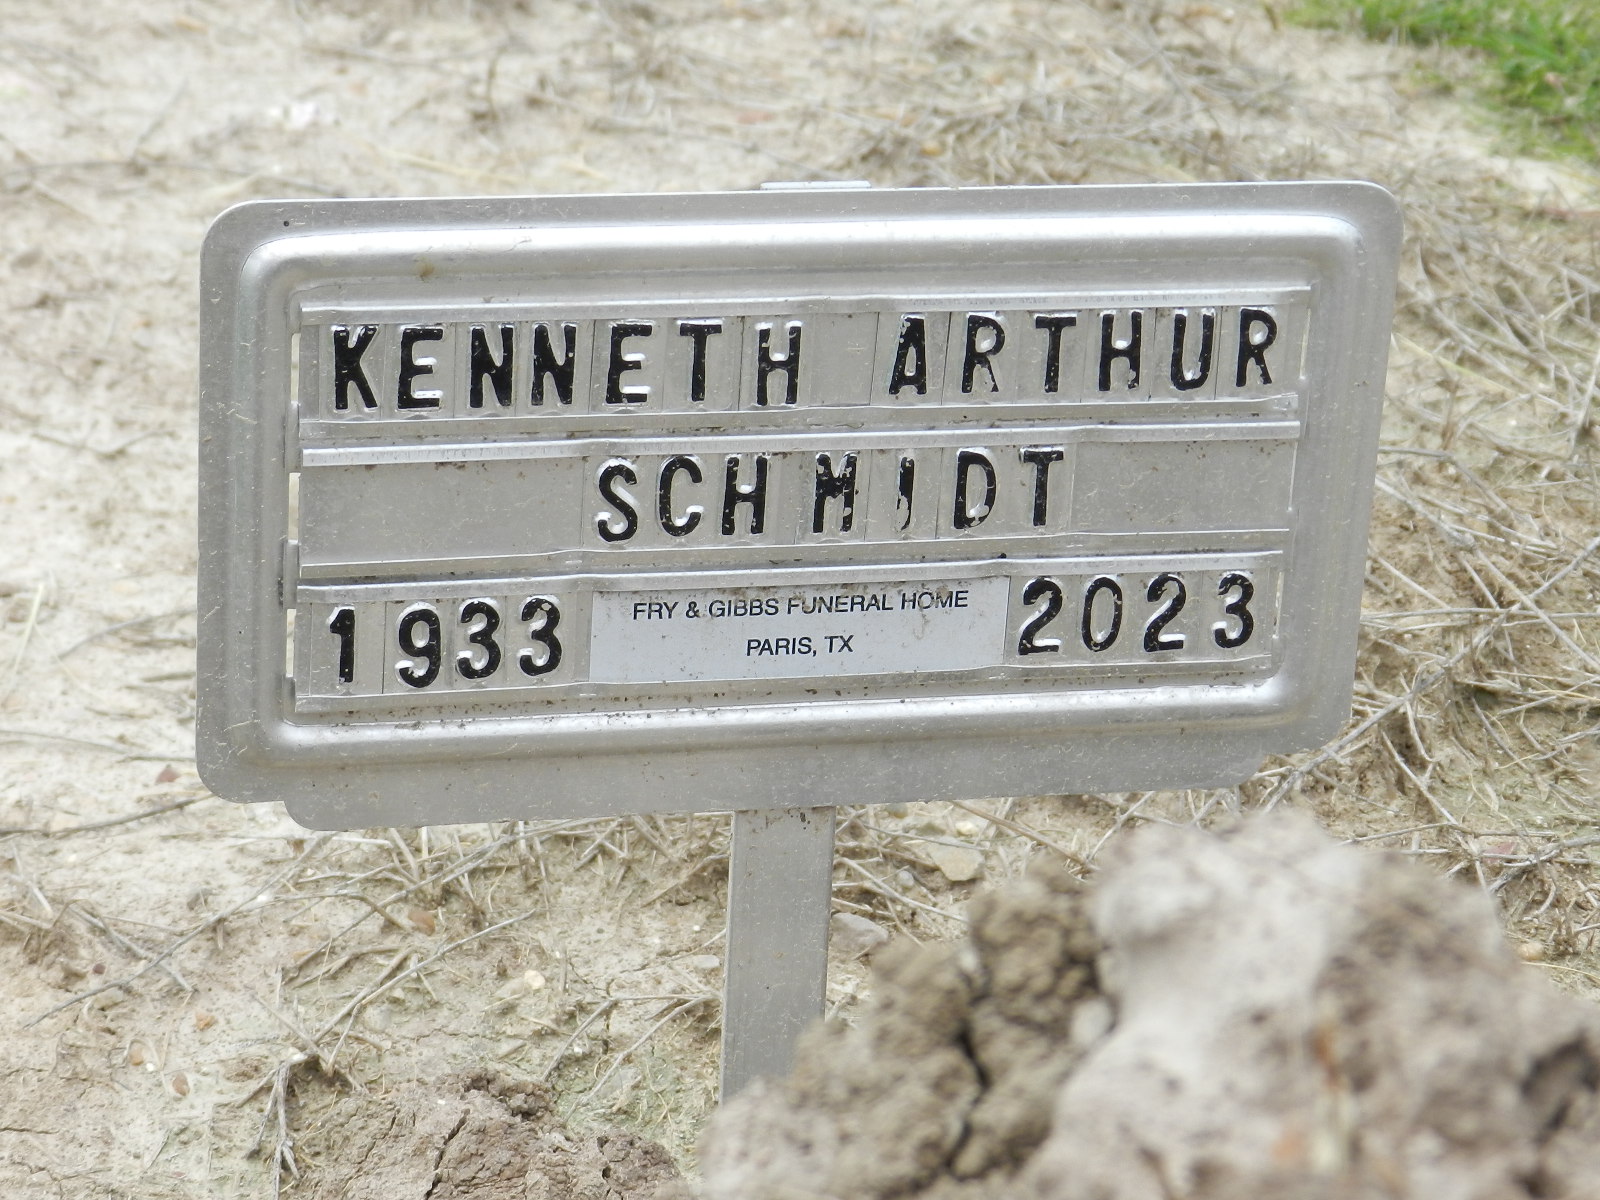 KENNETH ARTHUR
SCHMIDT
1933 FRY & GIBBS FUNERAL HOME 2023
PARIS, TX